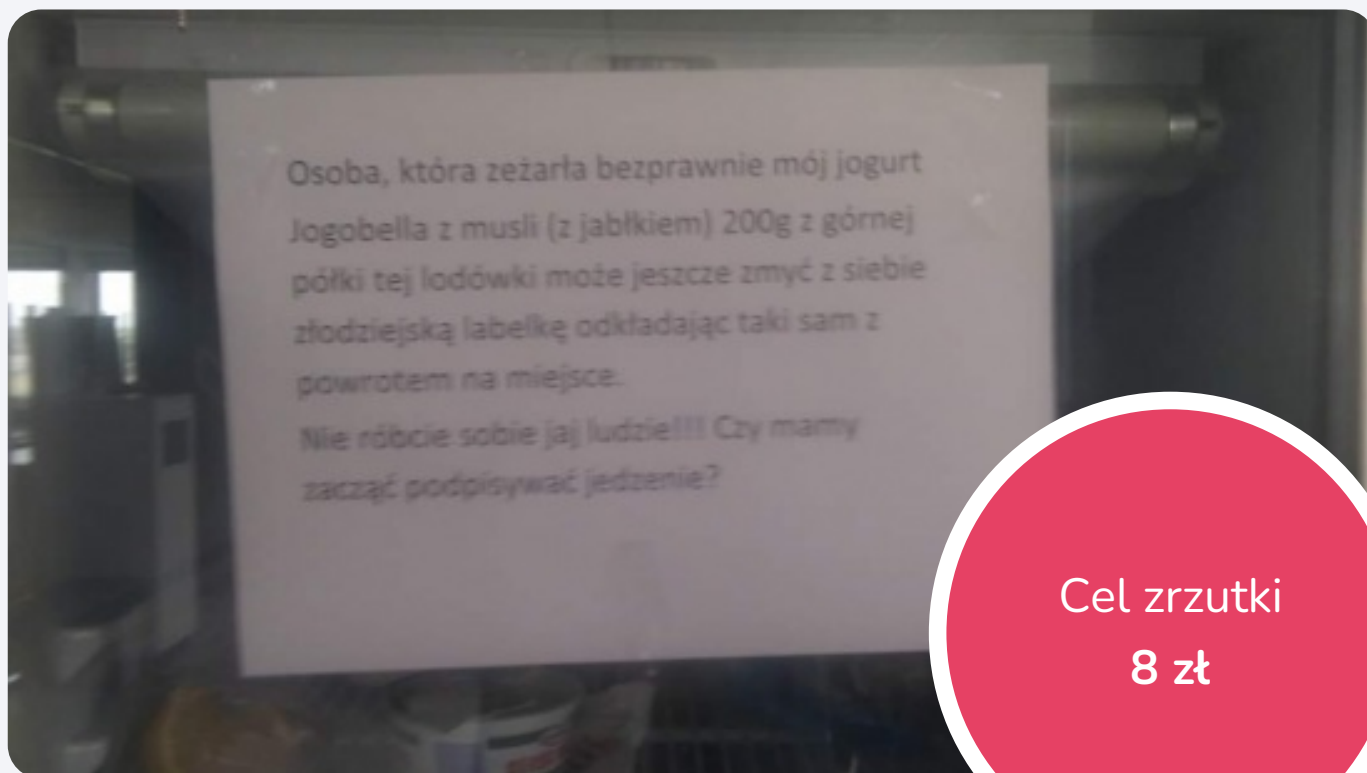 Osoba, która zeżarła bezprawnie mój jogurt
Jogobella z musli (z jabłkiem) 200g z górnej
półki tej lodówki może jeszcze zmyć z siebie
złodziejską labelkę odkładając taki sam z
powrotem na miejsce.
Nie róbcie sobie jaj ludzie!!! Czy mamy
zacząć podpisywać jedzenie?
Cel zrzutki
8 zł